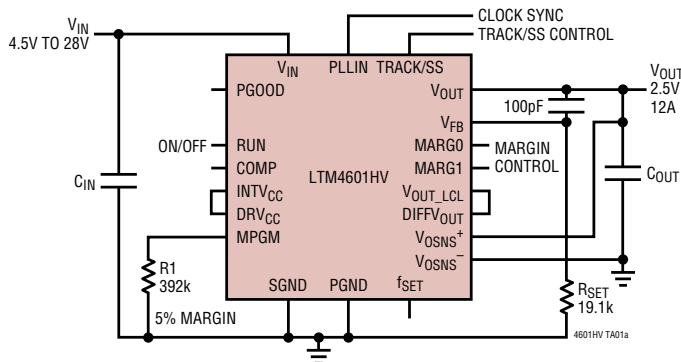 CLOCK SYNC
TRACK/SS CONTROL
VIN
4.5V TO 28V
VIN
PLLIN
TRACK/SS
PGOOD
VOUT
VOUT
2.5V
12A
100pF
VFB
ON/OFF
RUN
MARG0
MARGIN
CONTROL
COMP
LTM4601HV
MARG1
CIN
INTVCC
VOUT_LCL
COUT
DRVCC
DIFFVOUT
MPGM
VOSNS+
VOSNS–
R1
392k
SGND
PGND
fSET
RSET
19.1k
5% MARGIN
4601HV TA01a